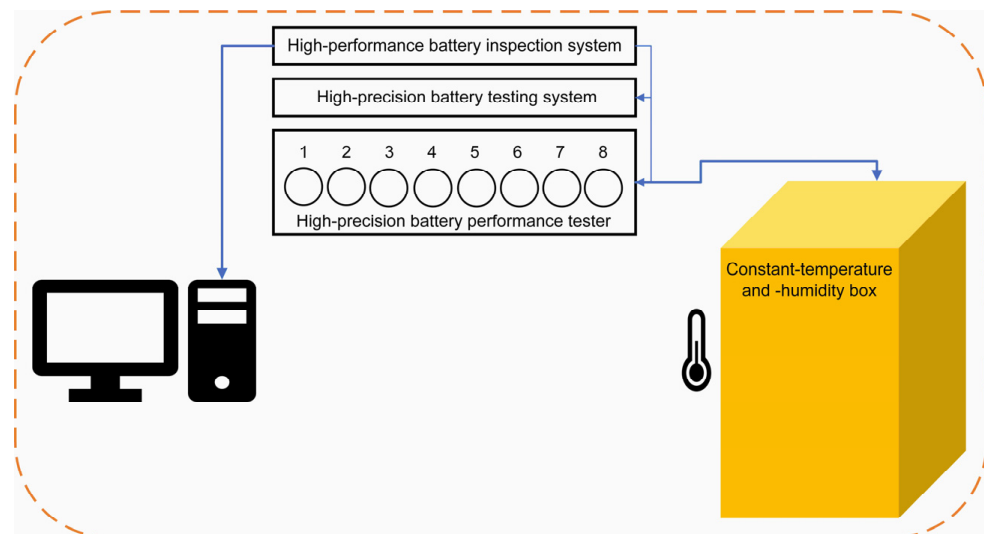 High-performance battery inspection system
High-precision battery testing system
1 2 3 4 5 6 7 8
High-precision battery performance tester
Constant-temperature
and -humidity box